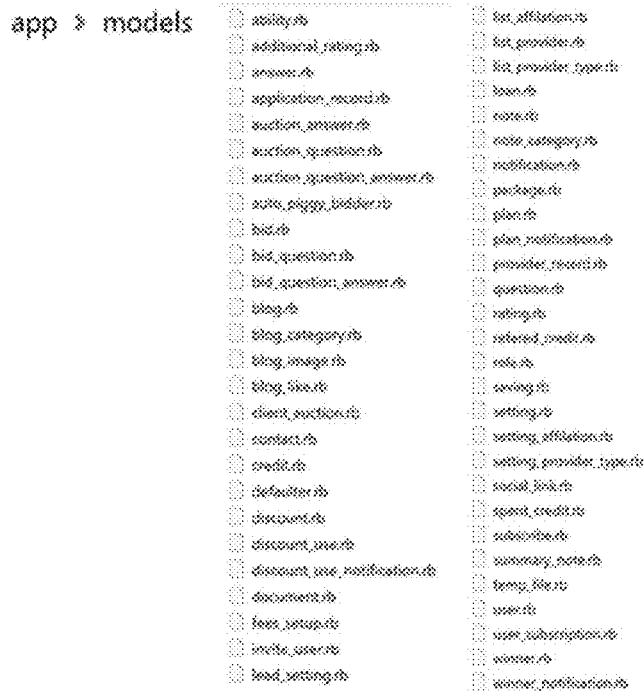 app > models
ability.rb
additional_rating.rb
answer.rb
application_record.rb
auction_answer.rb
auction_question.rb
auction_question_answer.rb
auto_piggy_bidder.rb
bid.rb
bid_question.rb
bid_question_answer.rb
blog.rb
blog_category.rb
blog_image.rb
blog_like.rb
client_auction.rb
contact.rb
credit.rb
defaulter.rb
discount.rb
discount_use.rb
discount_use_notification.rb
document.rb
fees_setup.rb
invite_user.rb
lead_setting.rb
list_affilation.rb
list_provider.rb
list_provider_type.rb
loan.rb
note.rb
note_category.rb
notification.rb
package.rb
plan.rb
plan_notification.rb
provider_record.rb
question.rb
rating.rb
refered_credit.rb
role.rb
saving.rb
setting.rb
setting_affilation.rb
setting_provider_type.rb
social_link.rb
spent_credit.rb
subscribe.rb
summary_note.rb
temp_file.rb
user.rb
user_subscription.rb
winner.rb
winner_notification.rb